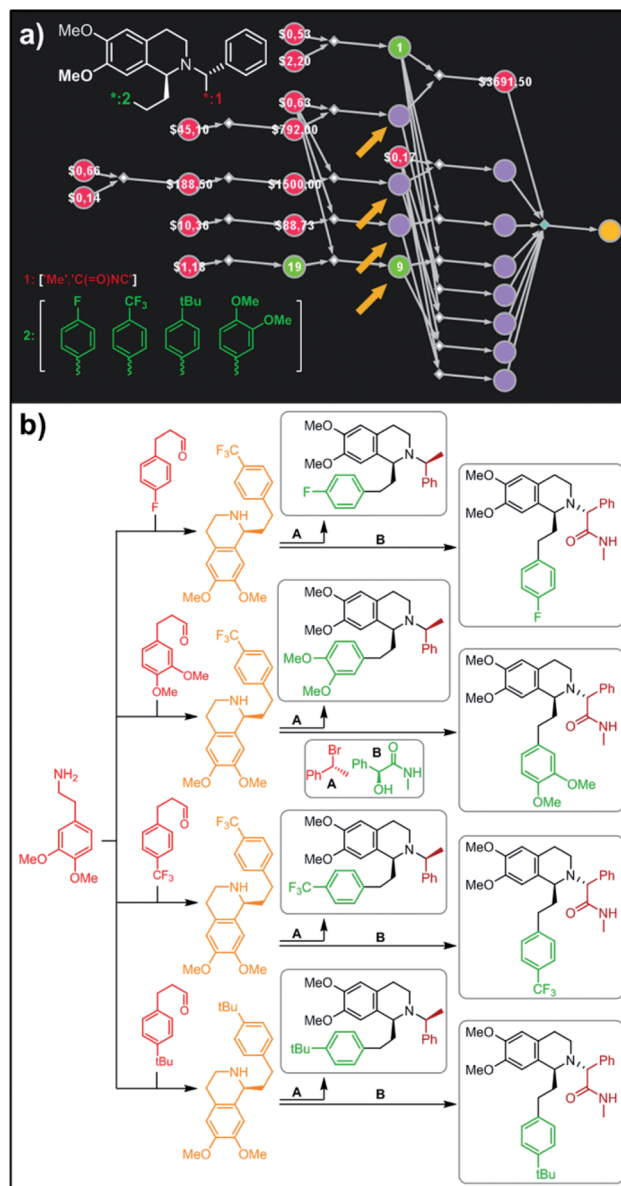 a)
MeO
MeO
N
*:2
*:1
$0,53
$2,20
1
$3691.50
$0,63
$45,10
$792,00
$0,17
$0,66
$0,14
$188,50
$1500,00
$10,36
$88,73
$1,18
19
9
1: ['Me','C(=O)NC']
2:
F
CF3
tBu
OMe
OMe
b)
O
F
F3C
NH
MeO
OMe
A
B
MeO
MeO
N
Ph
F
MeO
MeO
N
Ph
O
NH
F
O
OMe
OMe
F3C
NH
MeO
OMe
A
B
MeO
MeO
N
Ph
MeO
MeO
MeO
MeO
N
Ph
O
NH
OMe
OMe
Br
Ph
A
B
O
Ph
N
H
OH
NH2
MeO
OMe
O
CF3
F3C
NH
MeO
OMe
A
B
MeO
MeO
N
Ph
F3C
MeO
MeO
N
Ph
O
NH
CF3
O
tBu
tBu
NH
MeO
OMe
A
B
MeO
MeO
N
Ph
tBu
MeO
MeO
N
Ph
O
NH
tBu